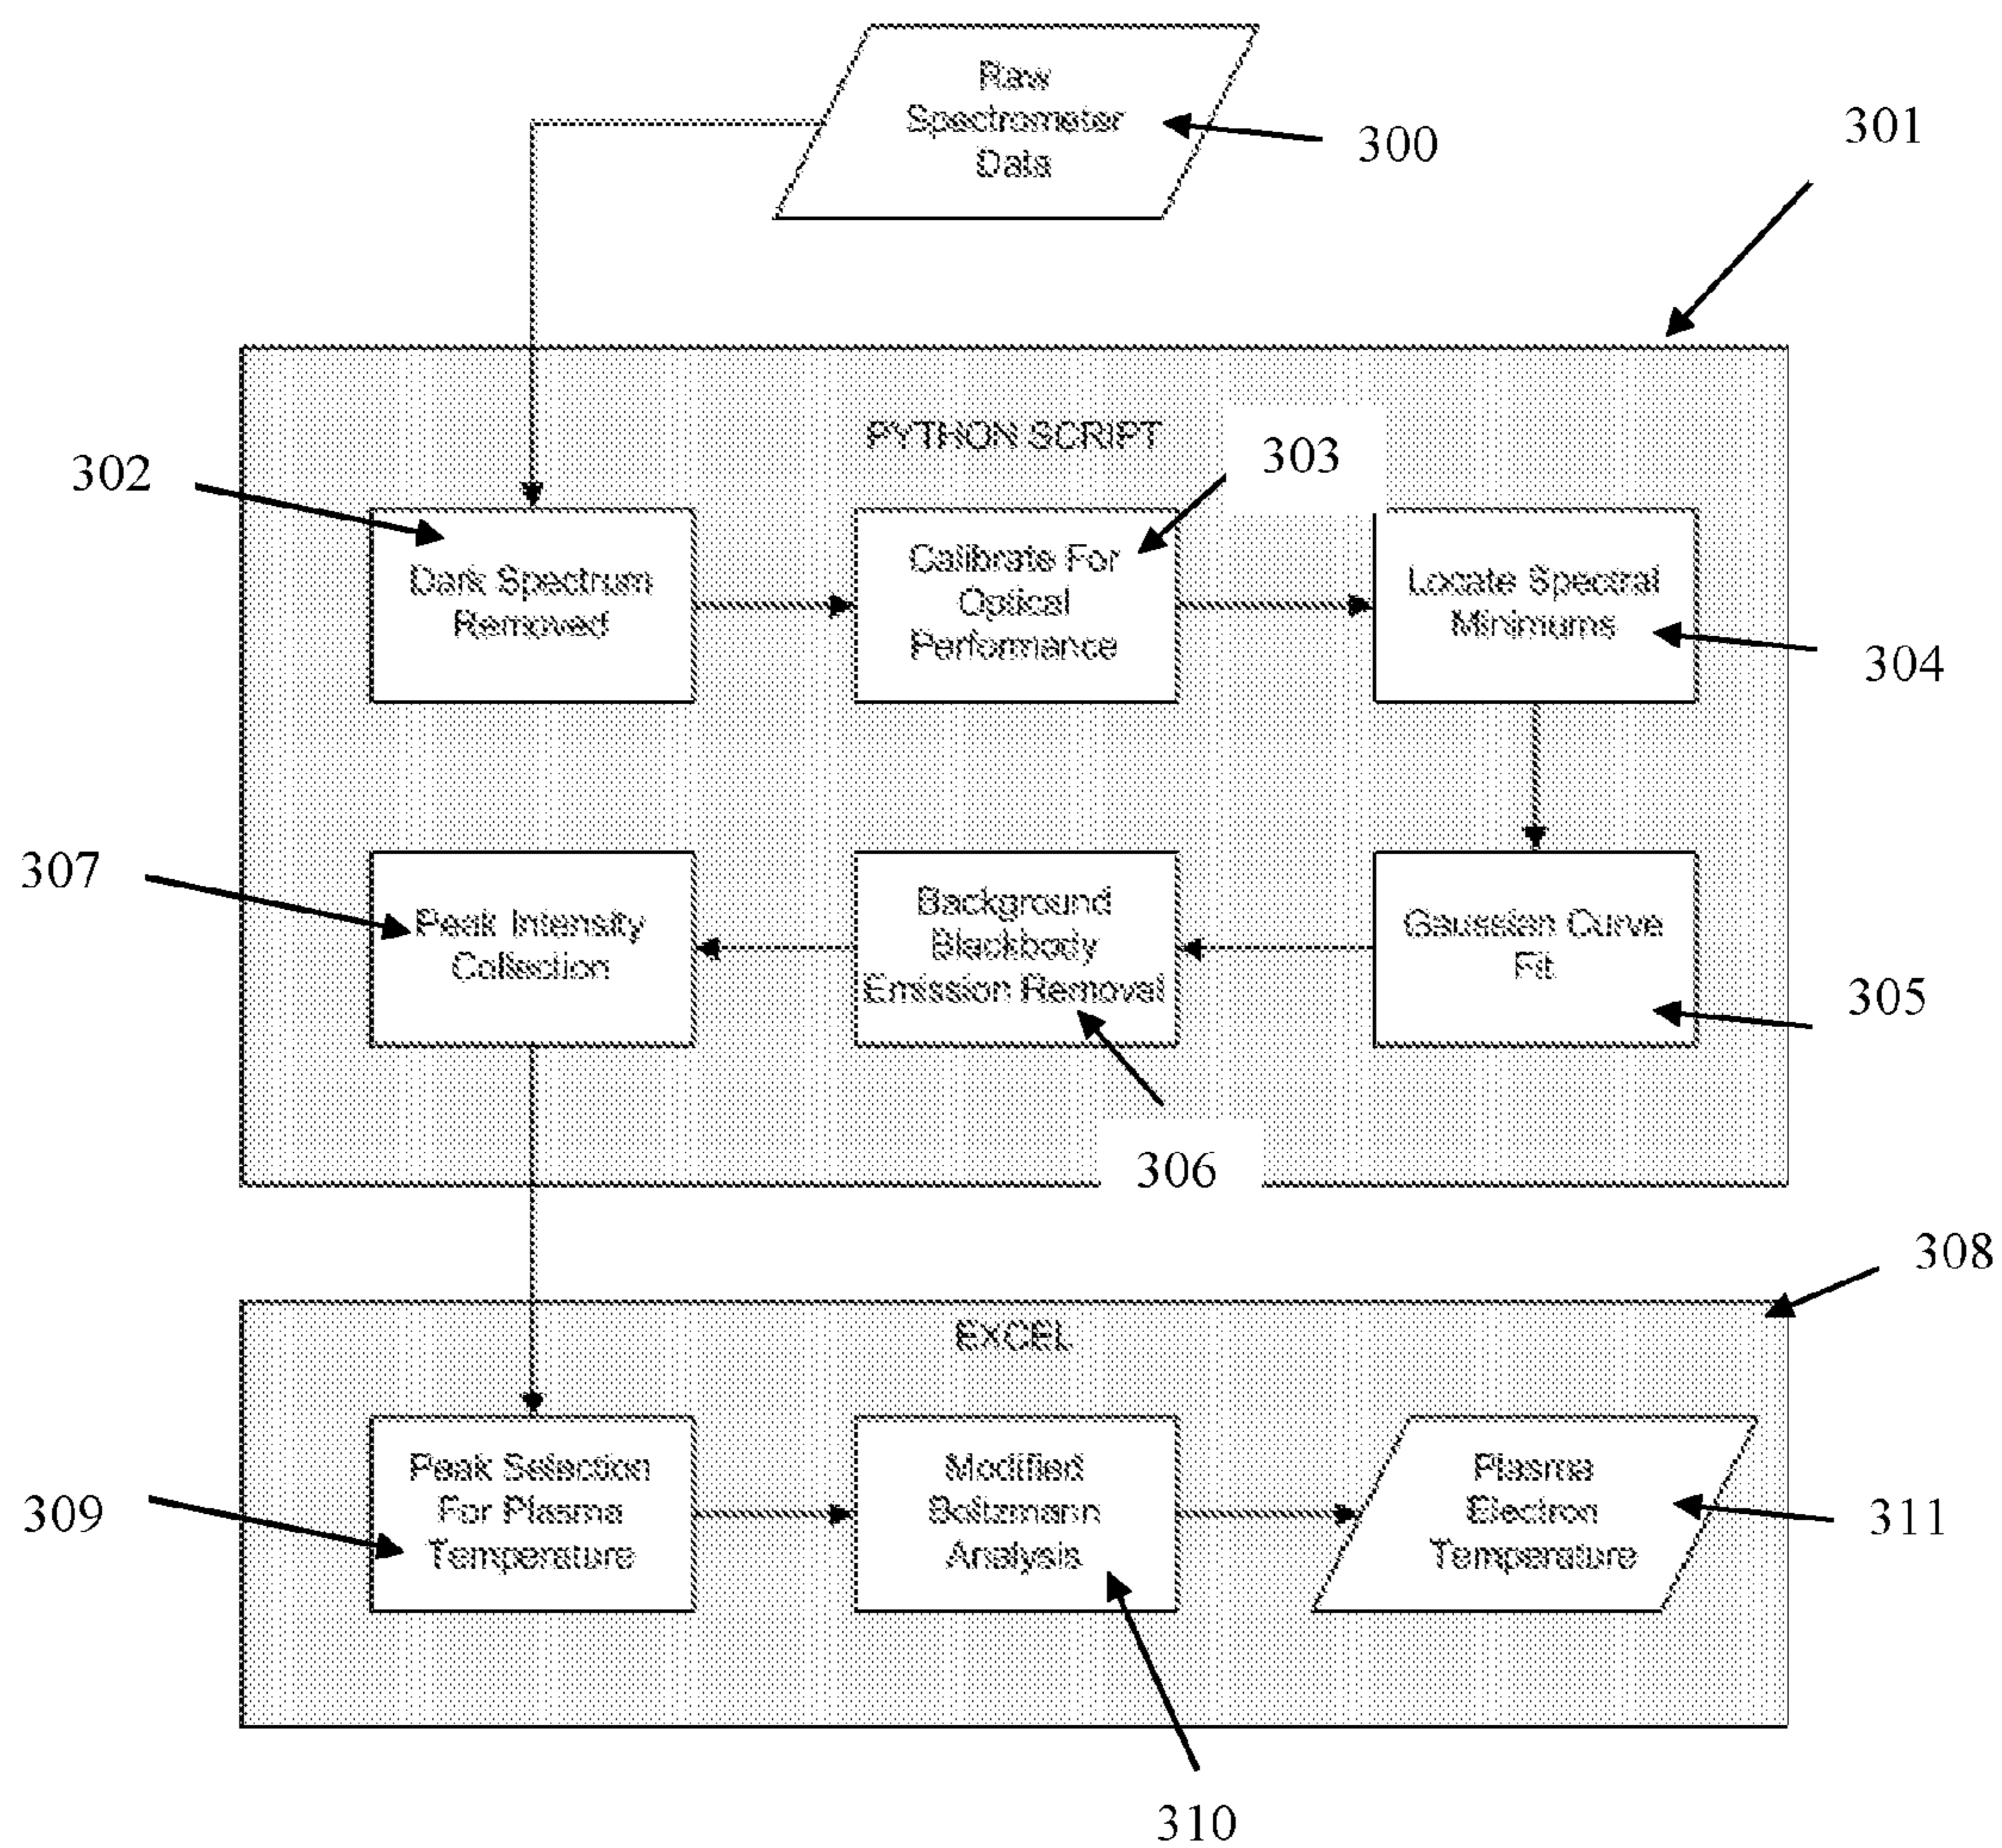 Raw
Spectrometer
Data
300
301
PYTHON SCRIPT
302
303
Dark Spectrum
Removed
Calibrate For
Optical
Performance
Locate Spectral
Minimums
304
307
Peak Intensity
Collection
Background
Blackbody
Emission Removal
Gaussian Curve
Fit
305
306
308
EXCEL
309
Peak Selection
For Plasma
Temperature
Modified
Boltzmann
Analysis
Plasma
Electron
Temperature
311
310